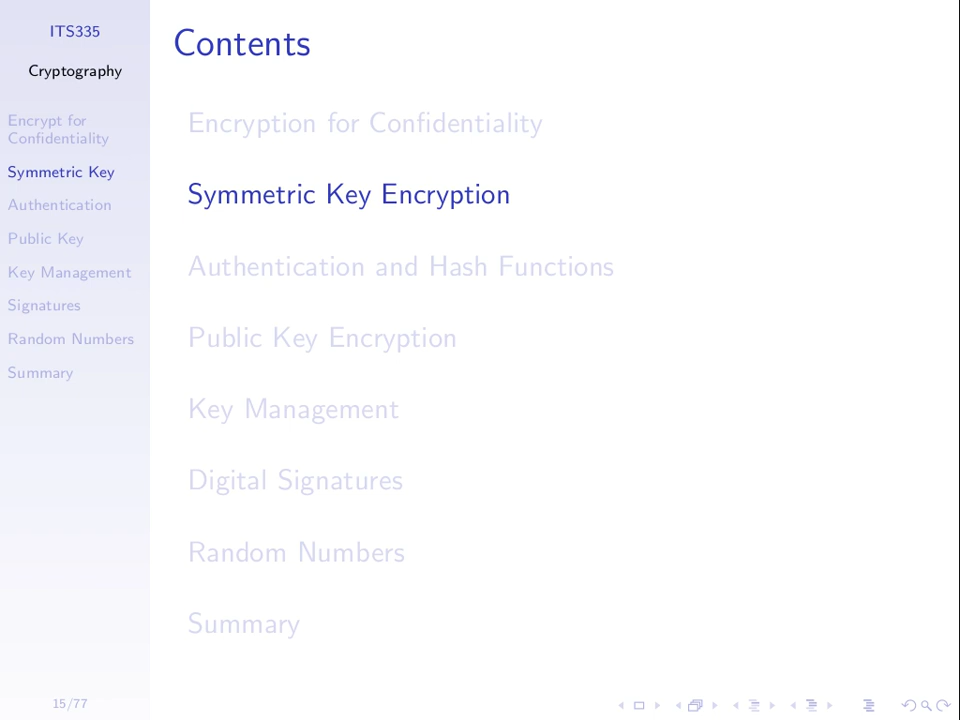 ITS335
Cryptography
Encrypt for
Confidentiality
Symmetric Key
Authentication
Public Key
Key Management
Signatures
Random Numbers
Summary
15/77
Contents
Encryption for Confidentiality
Symmetric Key Encryption
Authentication and Hash Functions
Public Key Encryption
Key Management
Digital Signatures
Random Numbers
Summary